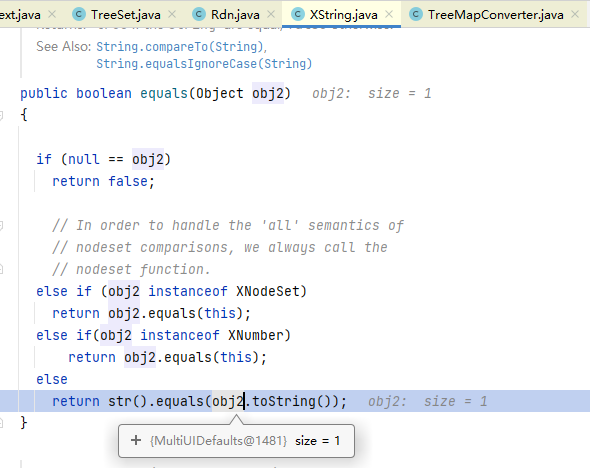 ext.java × TreeSet.java × Rdn.java × XString.java × TreeMapConverter.java ×
See Also: String.compareTo(String),
String.equalsIgnoreCase(String)
public boolean equals(Object obj2) obj2: size = 1
{
if (null == obj2)
return false;
// In order to handle the 'all' semantics of
// nodeset comparisons, we always call the
// nodeset function.
else if (obj2 instanceof XNodeSet)
return obj2.equals(this);
else if(obj2 instanceof XNumber)
return obj2.equals(this);
else
return str().equals(obj2.toString()); obj2: size = 1
}
+ {MultiUIDefaults@1481} size = 1